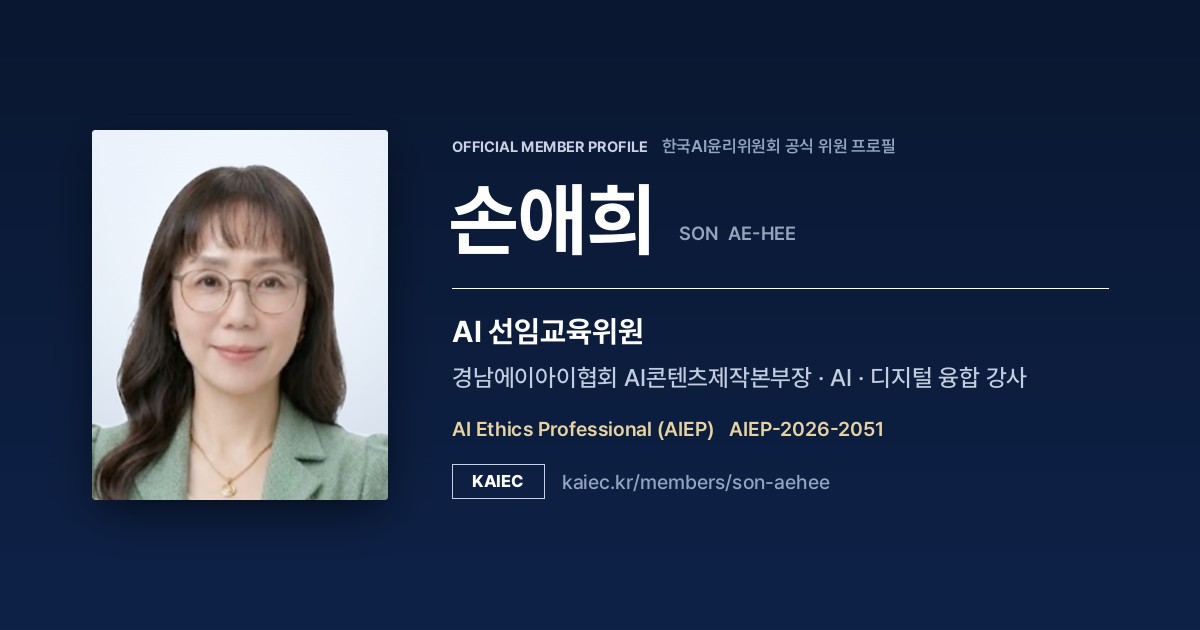 OFFICIAL MEMBER PROFILE 한국AI윤리위원회 공식 위원 프로필
손애희 SON AE-HEE
AI 선임교육위원
경남에이아이협회 AI콘텐츠제작본부장 · AI · 디지털 융합 강사
AI Ethics Professional (AIEP) AIEP-2026-2051
KAIEC kaiec.kr/members/son-aehee